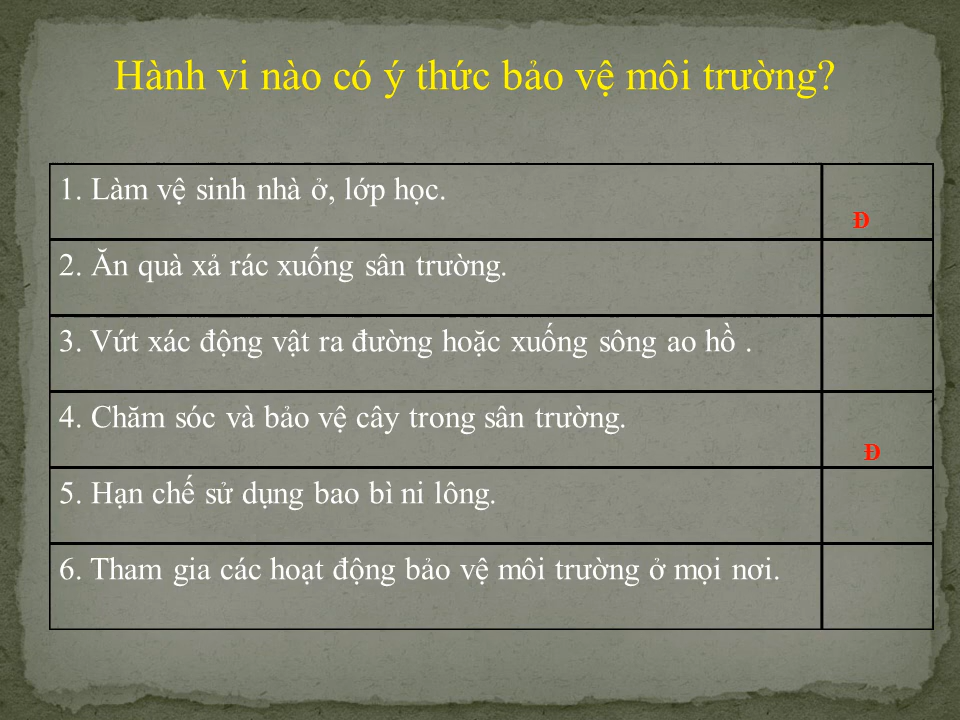 Hành vi nào có ý thức bảo vệ môi trường?
1. Làm vệ sinh nhà ở, lớp học.
Đ
2. Ăn quà xả rác xuống sân trường.
3. Vứt xác động vật ra đường hoặc xuống sông ao hồ .
4. Chăm sóc và bảo vệ cây trong sân trường.
Đ
5. Hạn chế sử dụng bao bì ni lông.
6. Tham gia các hoạt động bảo vệ môi trường ở mọi nơi.